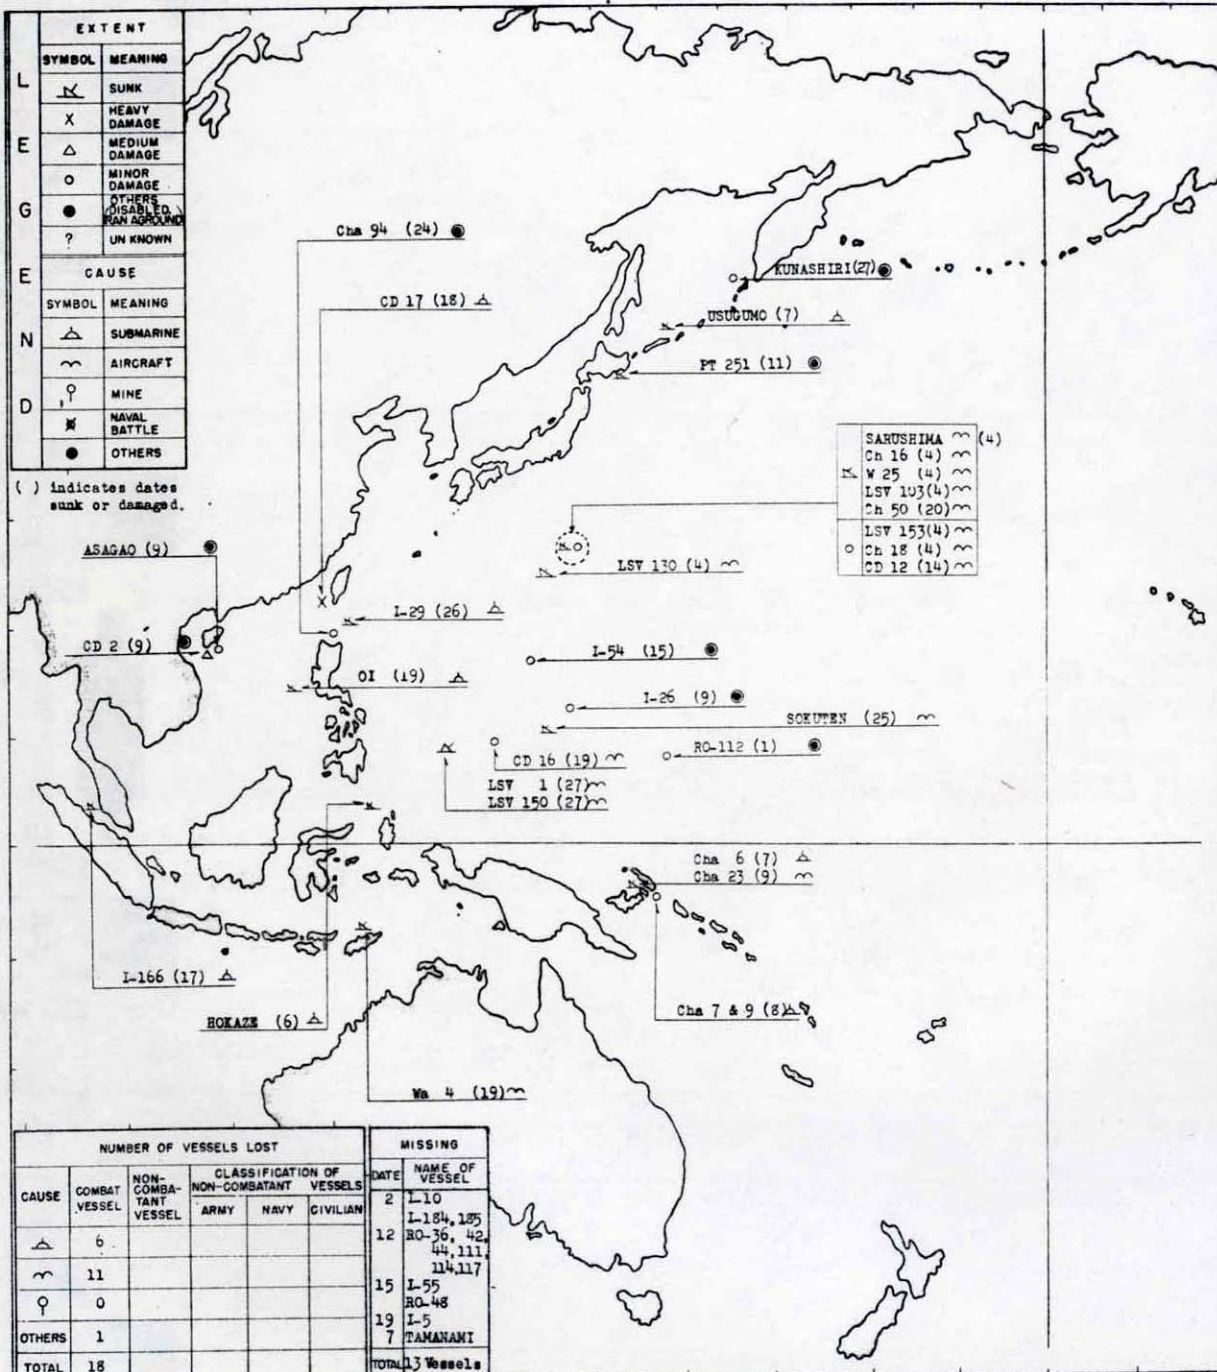 LEGEND
EXTENT
SYMBOL MEANING
SUNK
X HEAVY DAMAGE
MEDIUM DAMAGE
MINOR DAMAGE
OTHERS (DISABLED, RAN AGROUND)
? UN KNOWN
CAUSE
SYMBOL MEANING
SUBMARINE
AIRCRAFT
MINE
NAVAL BATTLE
OTHERS
( ) indicates dates
sunk or damaged.
Cha 94 (24)
CD 17 (18)
KUNASHIRI(27)
USUGUMO (7)
PT 251 (11)
SARUSHIMA (4)
Ch 16 (4)
W 25 (4)
LSV 103(4)
Ch 50 (20)
LSV 153(4)
Ch 18 (4)
CD 12 (14)
ASAGAO (9)
LSV 130 (4)
I-29 (26)
CD 2 (9)
I-54 (15)
OI (19)
I-26 (9)
SOKUTEN (25)
RO-112 (1)
CD 16 (19)
LSV 1 (27)
LSV 150 (27)
Cha 6 (7)
Cha 23 (9)
I-166 (17)
HOKAZE (6)
Cha 7 & 9 (8)
Wa 4 (19)
NUMBER OF VESSELS LOST
CAUSE
COMBAT VESSEL
NON-COMBA-TANT VESSEL
CLASSIFICATION OF NON-COMBATANT VESSELS
ARMY NAVY CIVILIAN
6
11
0
OTHERS 1
TOTAL 18
MISSING
DATE NAME OF VESSEL
2 I-10
I-184,185
12 RO-36, 42,
44,111,
114,117
15 I-55
RO-48
19 I-5
7 TAMANAMI
TOTAL 13 Vessels